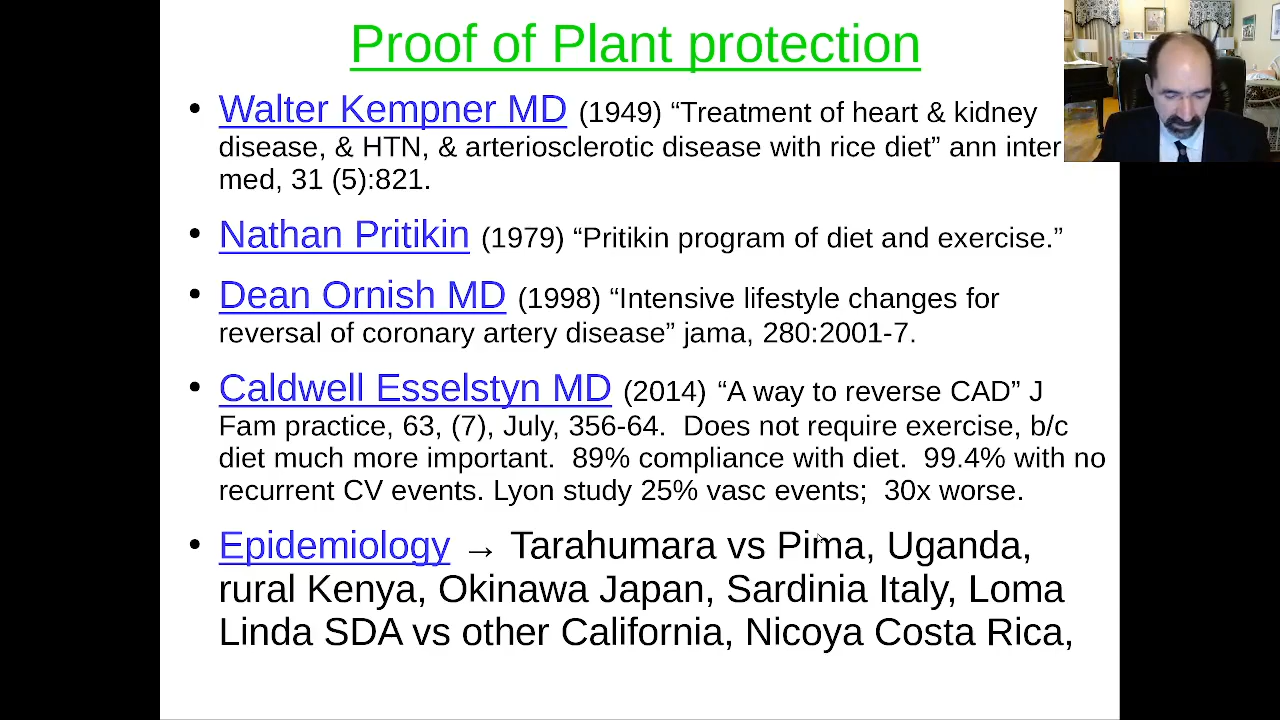 Proof of Plant protection
• Walter Kempner MD (1949) “Treatment of heart & kidney
disease, & HTN, & arteriosclerotic disease with rice diet” ann inter
med, 31 (5):821.
• Nathan Pritikin (1979) “Pritikin program of diet and exercise.”
• Dean Ornish MD (1998) “Intensive lifestyle changes for
reversal of coronary artery disease” jama, 280:2001-7.
• Caldwell Esselstyn MD (2014) “A way to reverse CAD” J
Fam practice, 63, (7), July, 356-64. Does not require exercise, b/c
diet much more important. 89% compliance with diet. 99.4% with no
recurrent CV events. Lyon study 25% vasc events; 30x worse.
• Epidemiology → Tarahumara vs Pima, Uganda,
rural Kenya, Okinawa Japan, Sardinia Italy, Loma
Linda SDA vs other California, Nicoya Costa Rica,